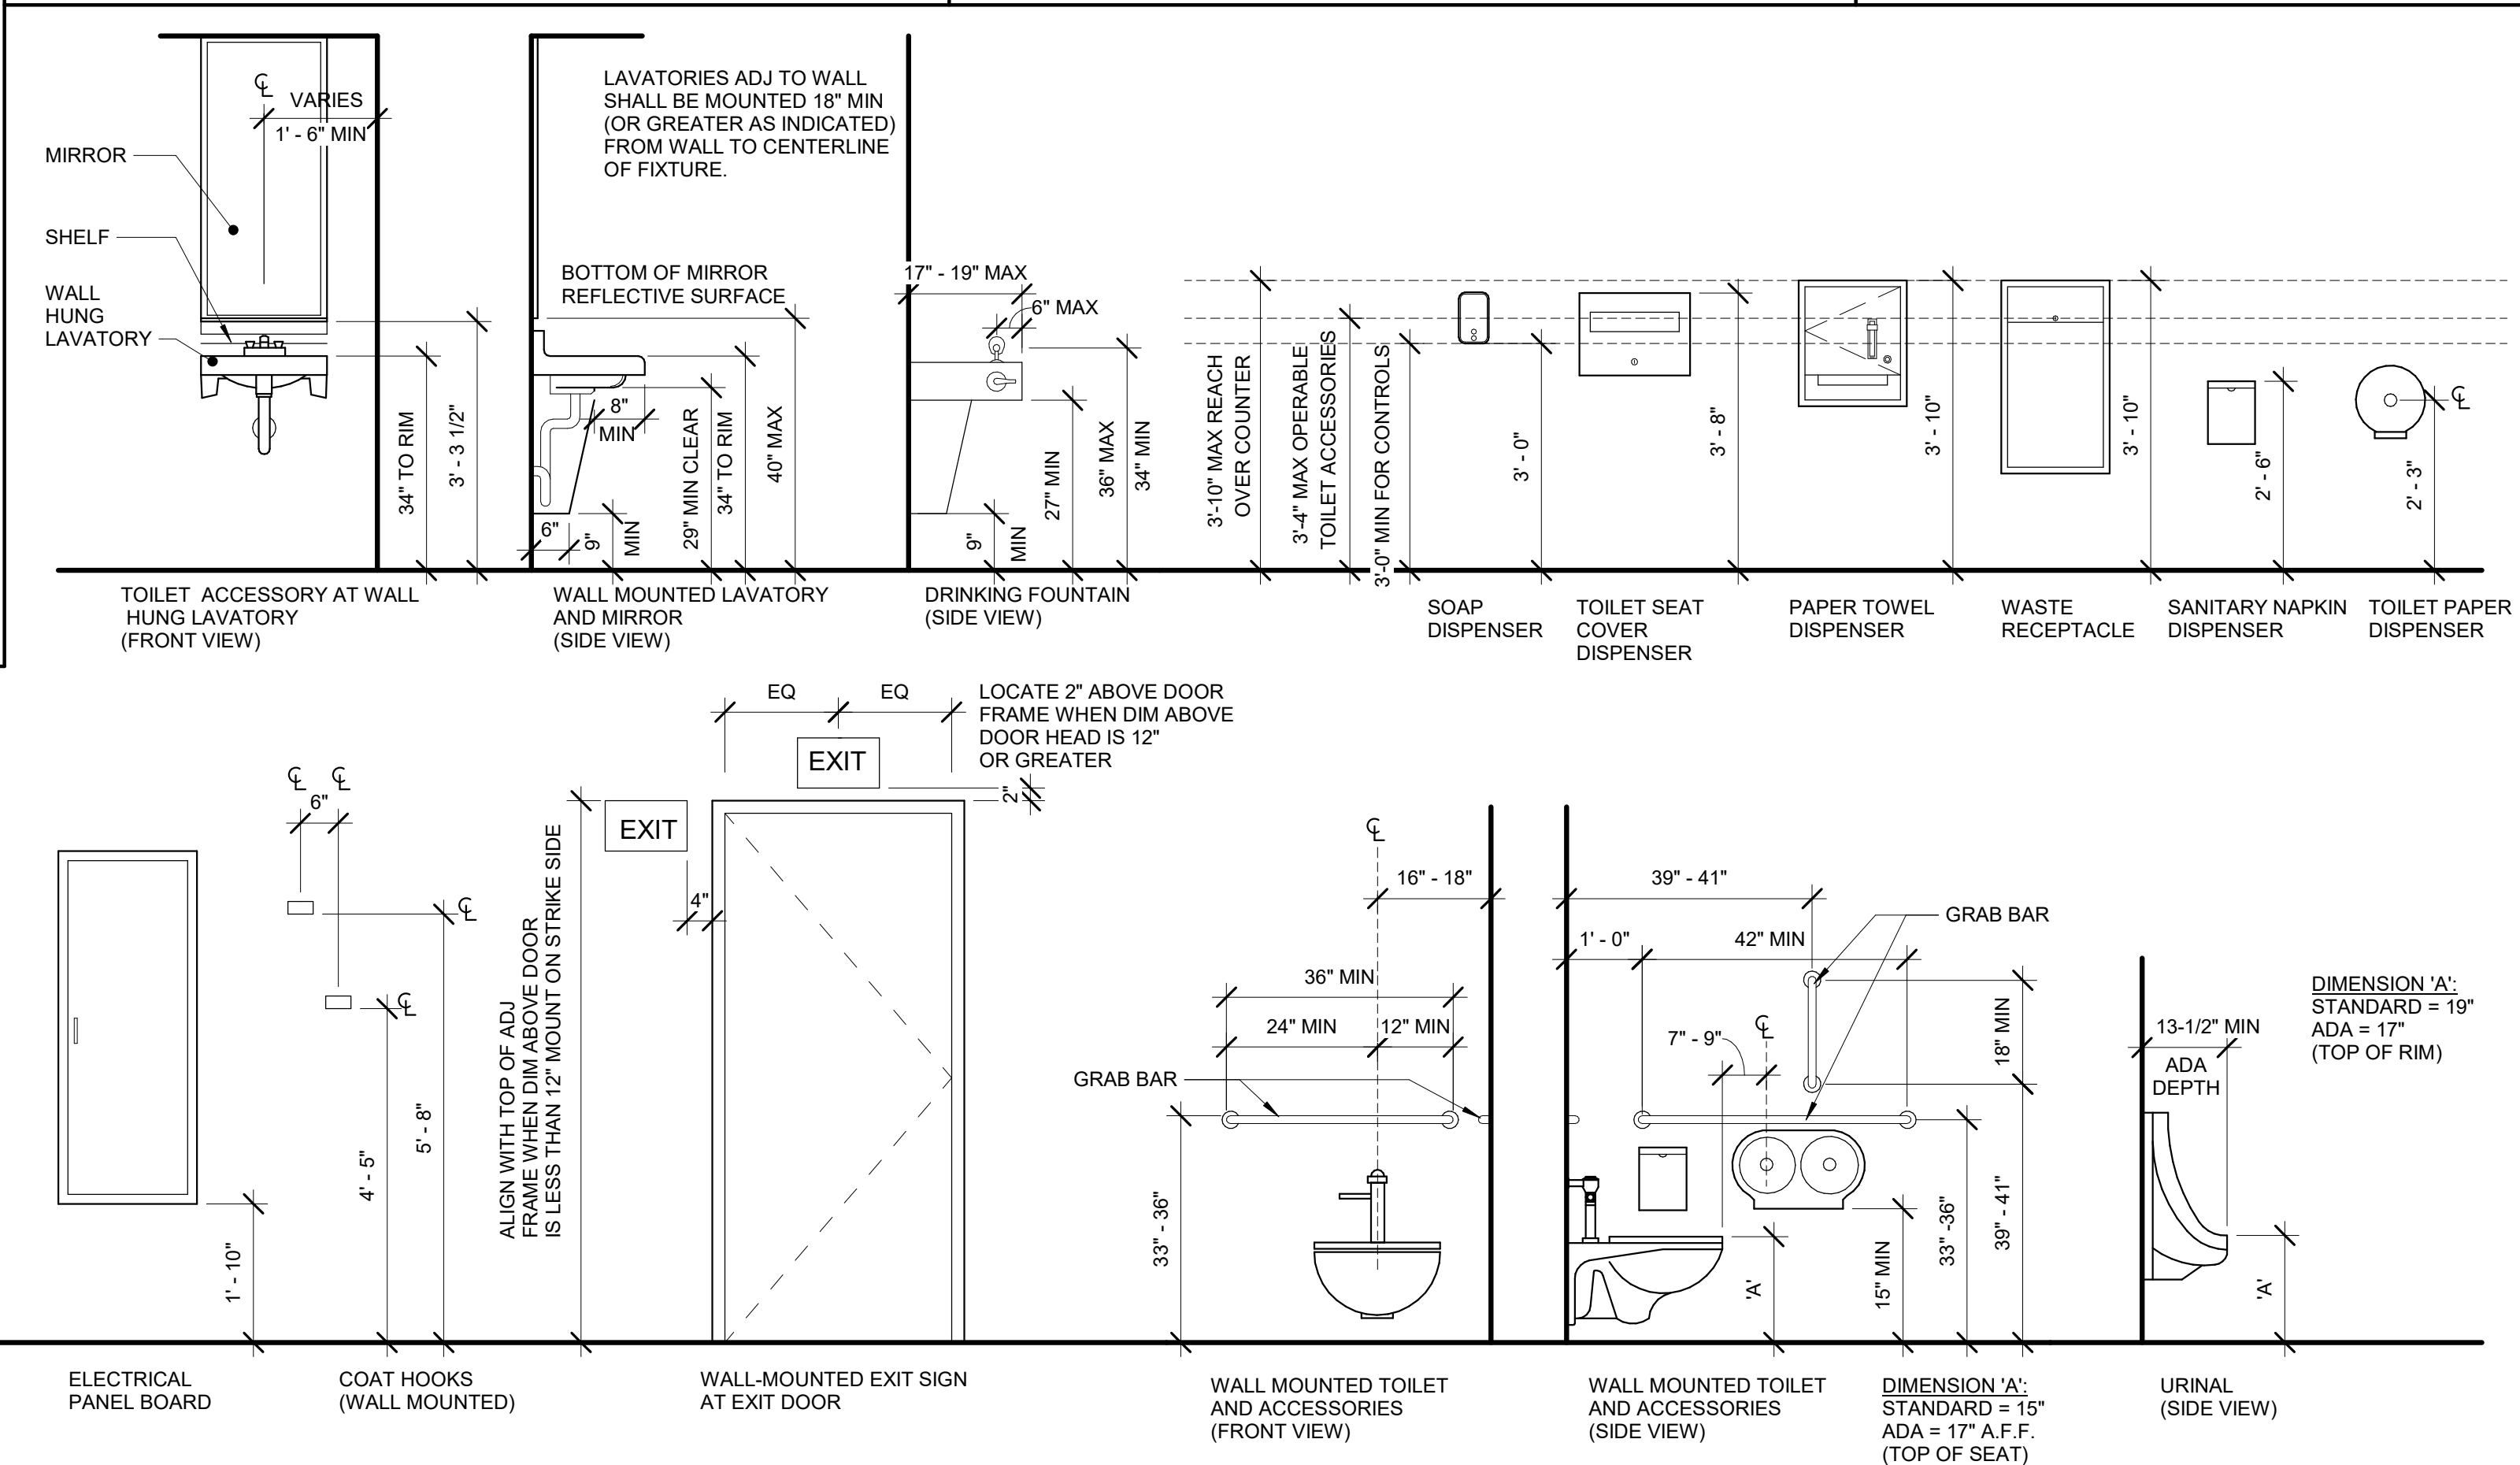 ℄
VARIES
1' - 6" MIN
MIRROR
SHELF
WALL
HUNG
LAVATORY
34" TO RIM
3' - 3 1/2"
TOILET ACCESSORY AT WALL
HUNG LAVATORY
(FRONT VIEW)
LAVATORIES ADJ TO WALL
SHALL BE MOUNTED 18" MIN
(OR GREATER AS INDICATED)
FROM WALL TO CENTERLINE
OF FIXTURE.
BOTTOM OF MIRROR
REFLECTIVE SURFACE
8"
MIN
6"
9"
MIN
29" MIN CLEAR
34" TO RIM
40" MAX
WALL MOUNTED LAVATORY
AND MIRROR
(SIDE VIEW)
17" - 19" MAX
6" MAX
9"
MIN
27" MIN
36" MAX
34" MIN
DRINKING FOUNTAIN
(SIDE VIEW)
3'-10" MAX REACH
OVER COUNTER
3'-4" MAX OPERABLE
TOILET ACCESSORIES
3'-0" MIN FOR CONTROLS
3' - 0"
SOAP
DISPENSER
3' - 8"
TOILET SEAT
COVER
DISPENSER
3' - 10"
PAPER TOWEL
DISPENSER
3' - 10"
WASTE
RECEPTACLE
2' - 6"
SANITARY NAPKIN
DISPENSER
℄
2' - 3"
TOILET PAPER
DISPENSER
1' - 10"
ELECTRICAL
PANEL BOARD
℄ ℄
6"
℄
℄
4' - 5"
5' - 8"
COAT HOOKS
(WALL MOUNTED)
ALIGN WITH TOP OF ADJ
FRAME WHEN DIM ABOVE DOOR
IS LESS THAN 12" MOUNT ON STRIKE SIDE
EQ EQ
EXIT
EXIT
LOCATE 2" ABOVE DOOR
FRAME WHEN DIM ABOVE
DOOR HEAD IS 12"
OR GREATER
2"
4"
WALL-MOUNTED EXIT SIGN
AT EXIT DOOR
℄
16" - 18"
36" MIN
24" MIN
12" MIN
GRAB BAR
33" - 36"
WALL MOUNTED TOILET
AND ACCESSORIES
(FRONT VIEW)
39" - 41"
GRAB BAR
1' - 0"
42" MIN
7" - 9"
℄
18" MIN
'A'
15" MIN
33" -36"
39" - 41"
WALL MOUNTED TOILET
AND ACCESSORIES
(SIDE VIEW)
DIMENSION 'A':
STANDARD = 15"
ADA = 17" A.F.F.
(TOP OF SEAT)
13-1/2" MIN
ADA
DEPTH
'A'
DIMENSION 'A':
STANDARD = 19"
ADA = 17"
(TOP OF RIM)
URINAL
(SIDE VIEW)